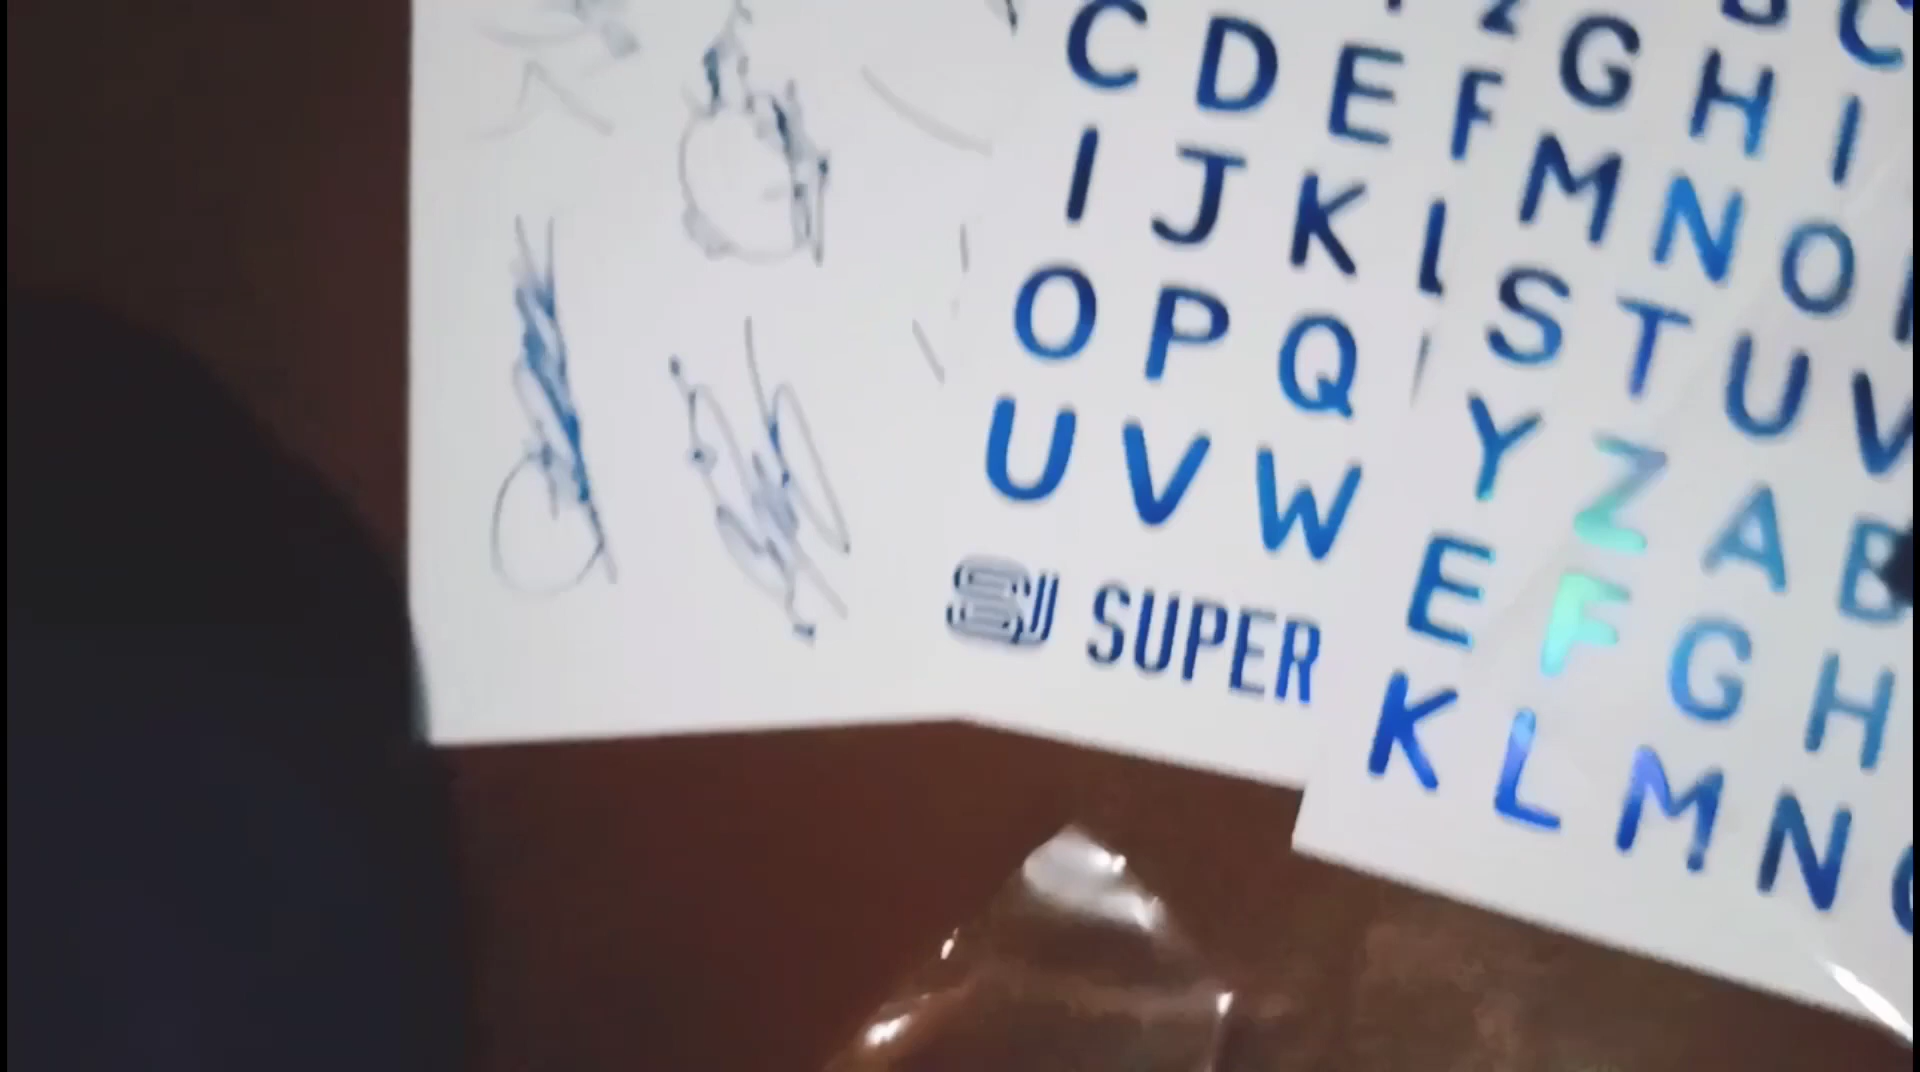 C D E F
I J K L
O P Q
U V W
SJ SUPER
C
G H I
M N O
S T U V
Y Z A B
E F G H
K L M N